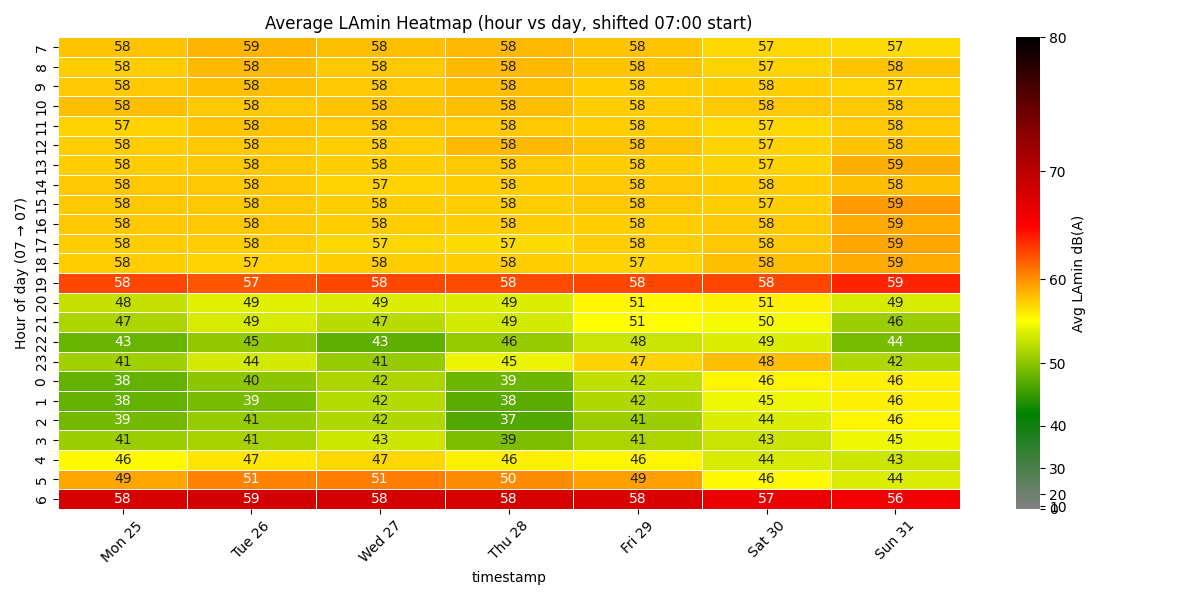 Average LAmin Heatmap (hour vs day, shifted 07:00 start)
Hour of day (07 → 07)
7 58 59 58 58 58 57 57
8 58 58 58 58 58 57 58
9 58 58 58 58 58 58 57
10 58 58 58 58 58 58 58
11 57 58 58 58 58 57 58
12 58 58 58 58 58 57 58
13 58 58 58 58 58 57 59
14 58 58 57 58 58 58 58
15 58 58 58 58 58 57 59
16 58 58 58 58 58 58 59
17 58 58 57 57 58 58 59
18 58 57 58 58 57 58 59
19 58 57 58 58 58 58 59
20 48 49 49 49 51 51 49
21 47 49 47 49 51 50 46
22 43 45 43 46 48 49 44
23 41 44 41 45 47 48 42
0 38 40 42 39 42 46 46
1 38 39 42 38 42 45 46
2 39 41 42 37 41 44 46
3 41 41 43 39 41 43 45
4 46 47 47 46 46 44 43
5 49 51 51 50 49 46 44
6 58 59 58 58 58 57 56
Mon 25 Tue 26 Wed 27 Thu 28 Fri 29 Sat 30 Sun 31
timestamp
80
70
60
50
40
30
20
10
0
Avg LAmin dB(A)